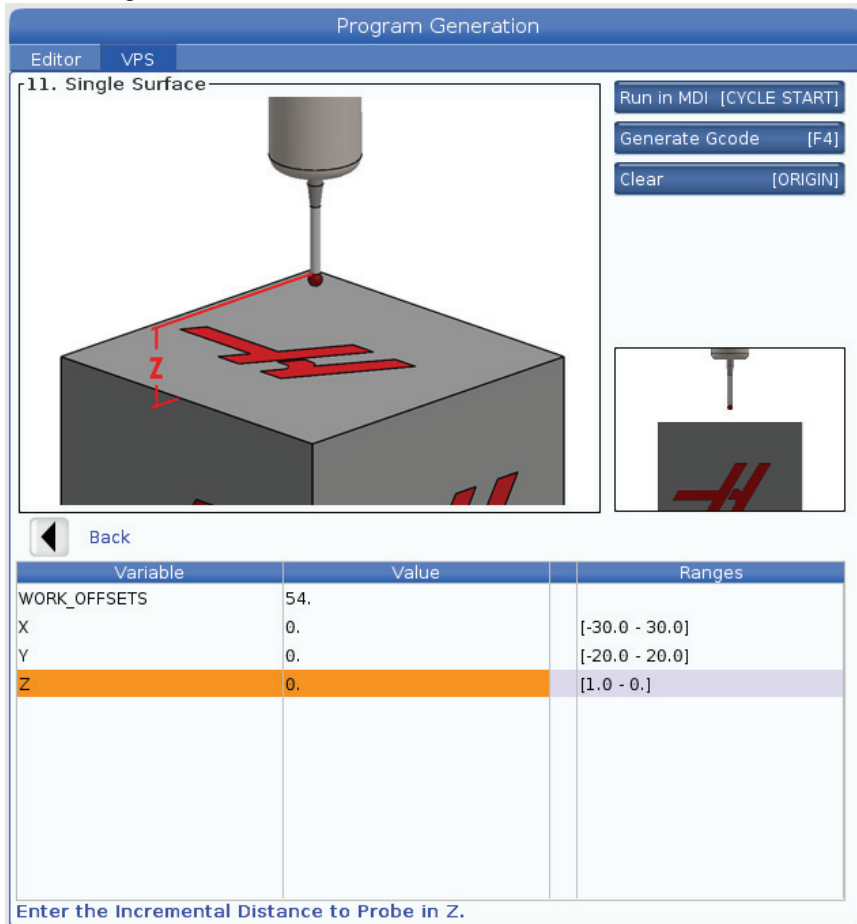 Program Generation
Editor VPS
11. Single Surface
Run in MDI [CYCLE START]
Generate Gcode [F4]
Clear [ORIGIN]
Z
Back
Variable Value Ranges
WORK_OFFSETS 54.
X 0. [-30.0 - 30.0]
Y 0. [-20.0 - 20.0]
Z 0. [1.0 - 0.]
Enter the Incremental Distance to Probe in Z.